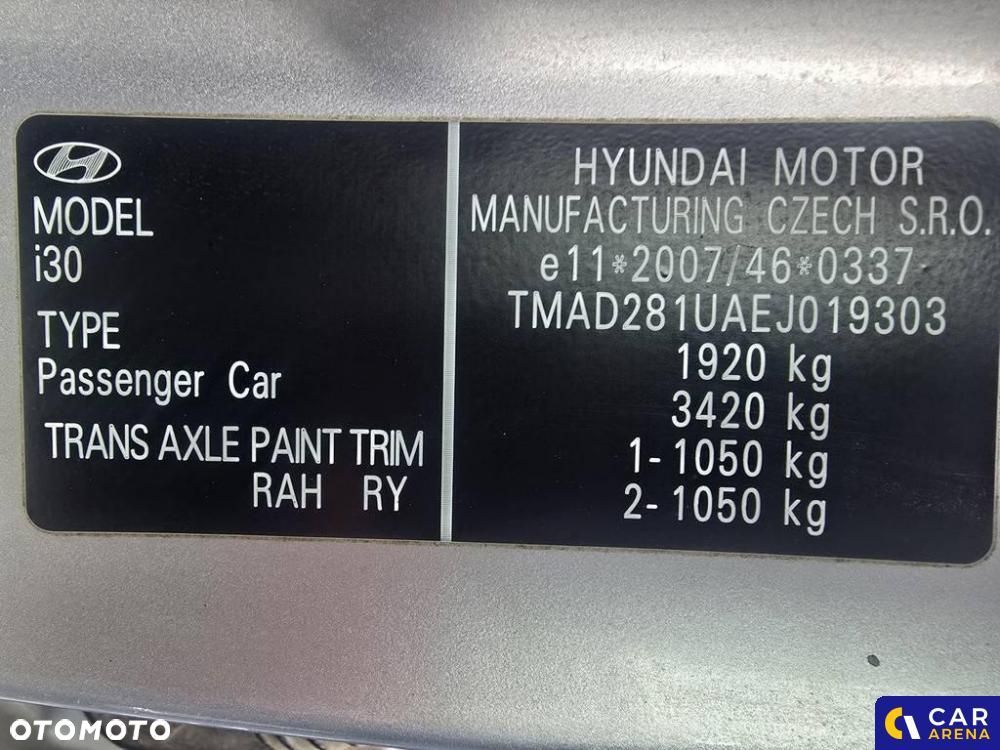 MODEL
i30
TYPE
Passenger Car
TRANS AXLE PAINT TRIM
RAH RY
HYUNDAI MOTOR
MANUFACTURING CZECH S.R.O.
e11*2007/46*0337
TMAD281UAEJ019303
1920 kg
3420 kg
1-1050 kg
2-1050 kg
OTOMOTO
CAR
ARENA